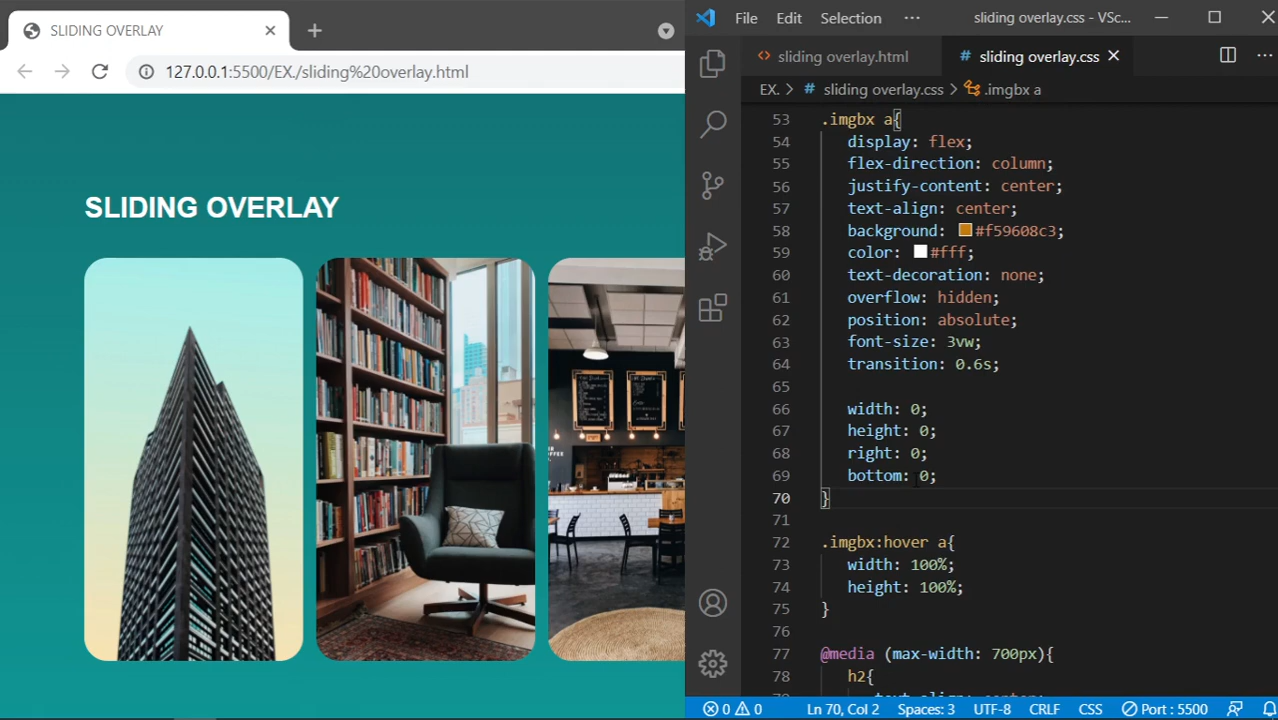 SLIDING OVERLAY
127.0.0.1:5500/EX./sliding%20overlay.html
SLIDING OVERLAY
File Edit Selection ··· sliding overlay.css - VSc...
sliding overlay.html # sliding overlay.css
EX. > # sliding overlay.css > .imgbx a
53 .imgbx a{
54 display: flex;
55 flex-direction: column;
56 justify-content: center;
57 text-align: center;
58 background: #f59608c3;
59 color: #fff;
60 text-decoration: none;
61 overflow: hidden;
62 position: absolute;
63 font-size: 3vw;
64 transition: 0.6s;
65
66 width: 0;
67 height: 0;
68 right: 0;
69 bottom: 0;
70 }
71
72 .imgbx:hover a{
73 width: 100%;
74 height: 100%;
75 }
76
77 @media (max-width: 700px){
78 h2{
text-align: center;
0 0 Ln 70, Col 2 Spaces: 3 UTF-8 CRLF CSS Port : 5500